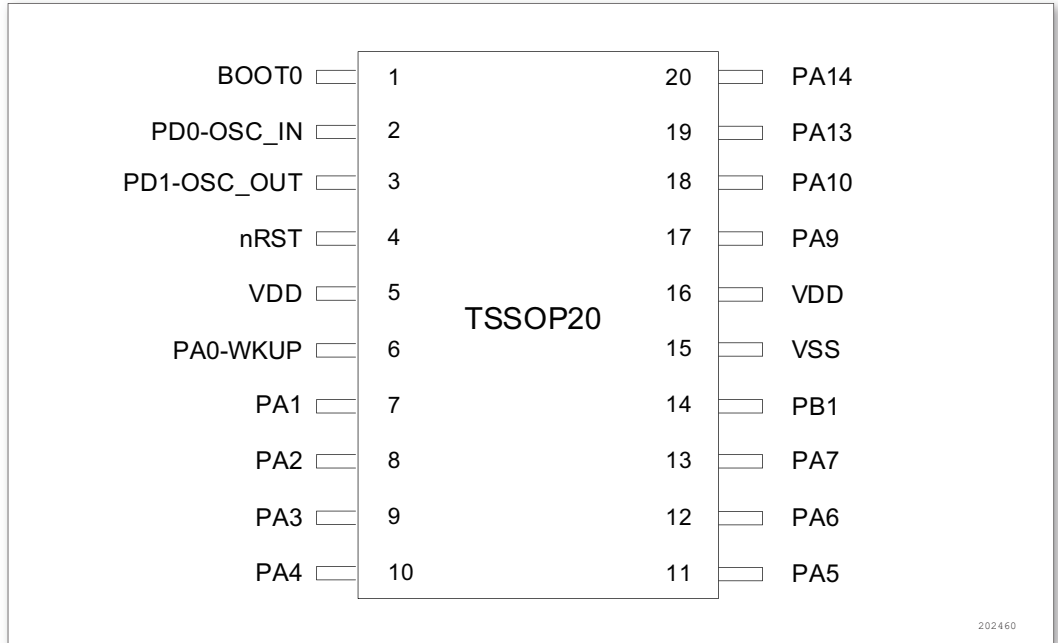 BOOT0 1 20 PA14
PD0-OSC_IN 2 19 PA13
PD1-OSC_OUT 3 18 PA10
nRST 4 17 PA9
VDD 5 16 VDD
TSSOP20
PA0-WKUP 6 15 VSS
PA1 7 14 PB1
PA2 8 13 PA7
PA3 9 12 PA6
PA4 10 11 PA5
202460